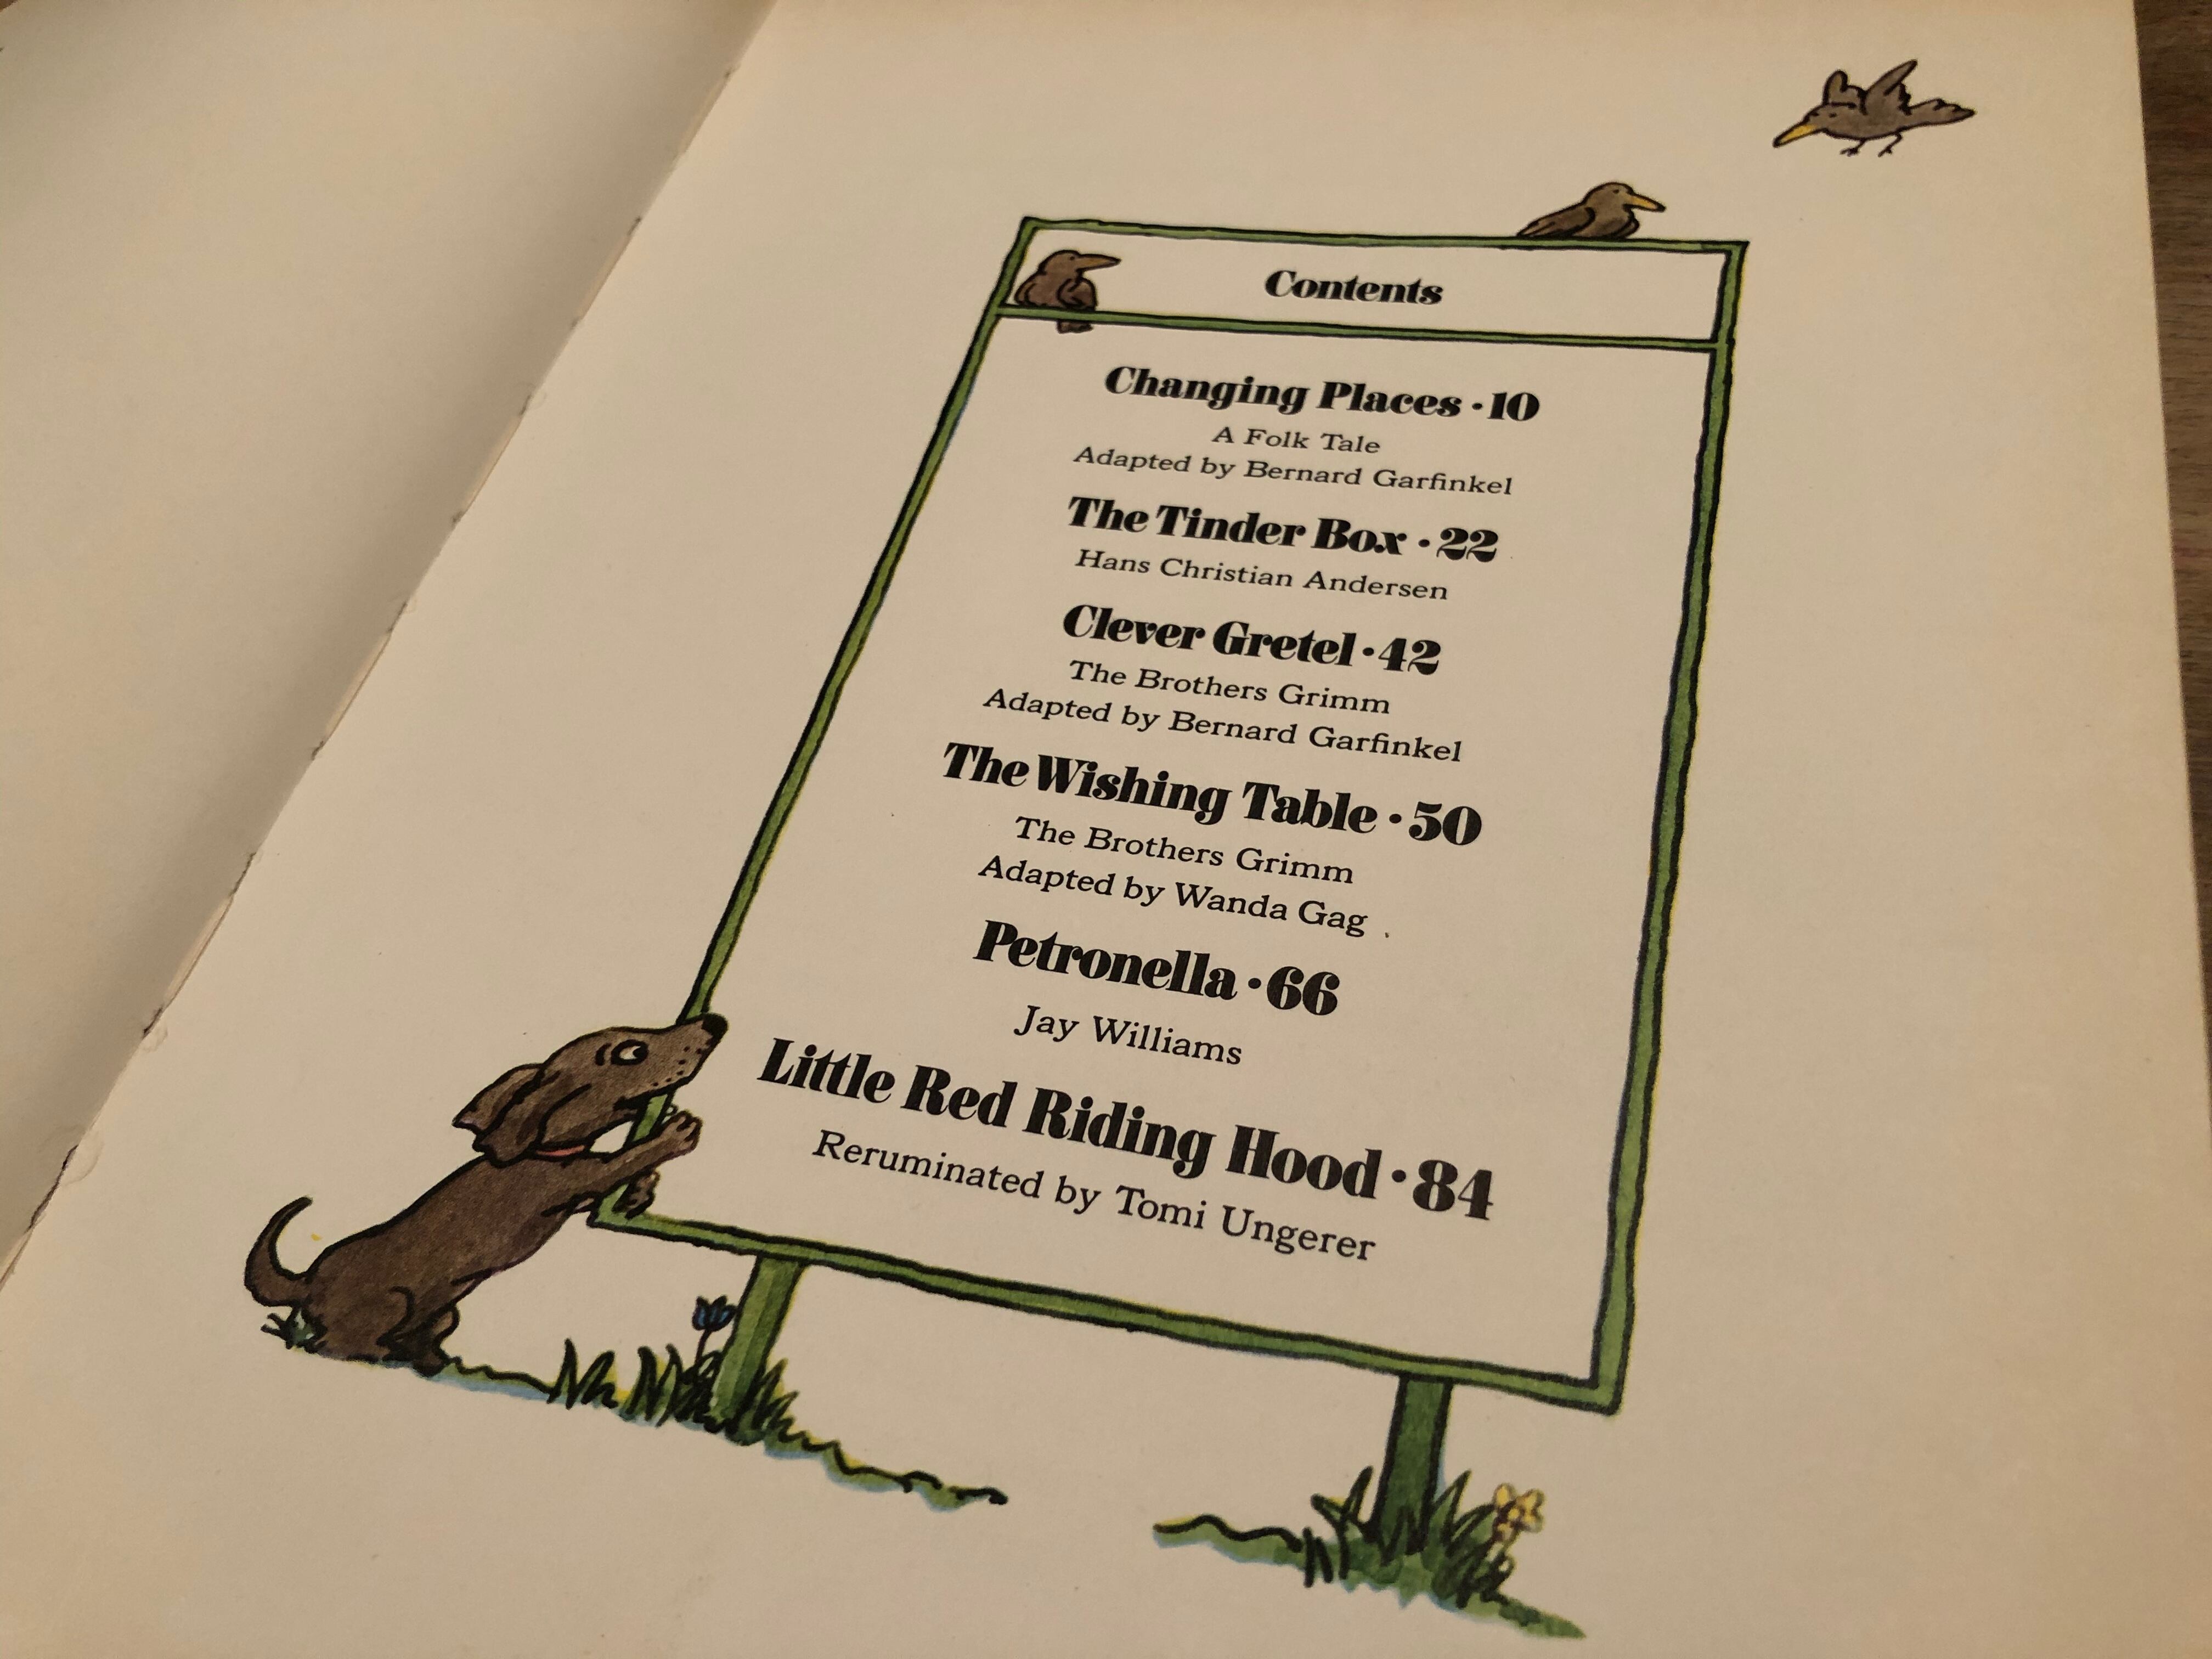 Contents
Changing Places · 10
A Folk Tale
Adapted by Bernard Garfinkel
The Tinder Box · 22
Hans Christian Andersen
Clever Gretel · 42
The Brothers Grimm
Adapted by Bernard Garfinkel
The Wishing Table · 50
The Brothers Grimm
Adapted by Wanda Gag
Petronella · 66
Jay Williams
Little Red Riding Hood · 84
Reruminated by Tomi Ungerer